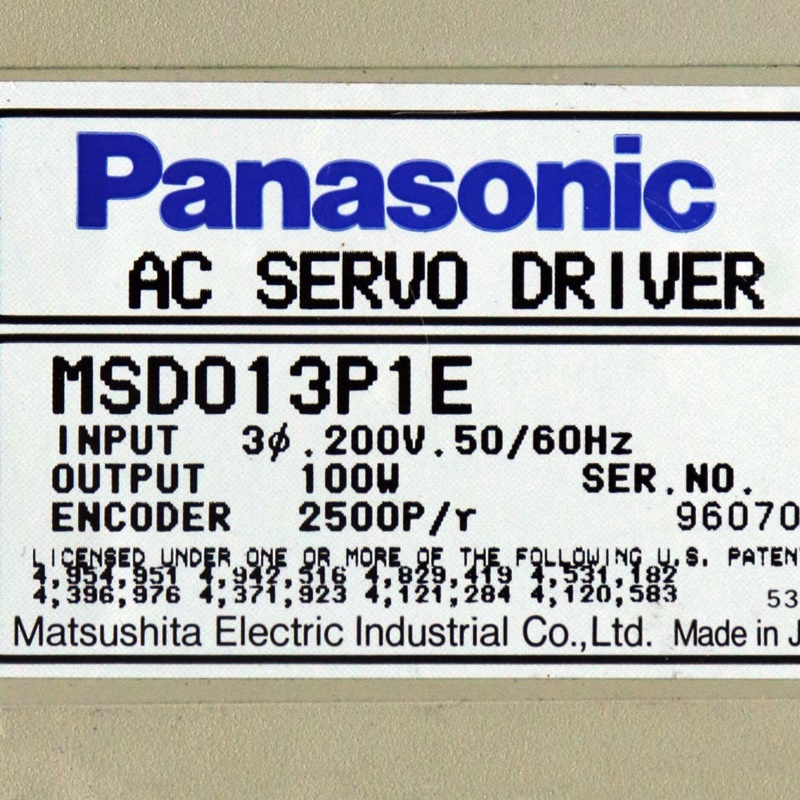 Panasonic
AC SERVO DRIVER
MSD013P1E
INPUT 3φ.200V.50/60Hz
OUTPUT 100W SER.NO.
ENCODER 2500P/r 96070
LICENSED UNDER ONE OR MORE OF THE FOLLOWING U.S. PATEN
4,954,951 4,942,516 4,829,419 4,531,182
4,396,976 4,371,923 4,121,284 4,120,583 53
Matsushita Electric Industrial Co.,Ltd. Made in J